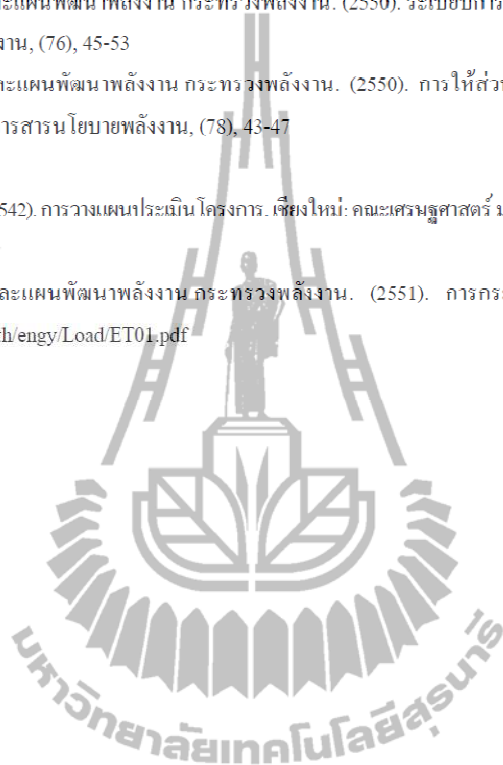 ะแผนพัฒนาพลังงาน กระทรวงพลังงาน. (2550). ระเบียบการ
งาน, (76), 45-53
ะแผนพัฒนาพลังงาน กระทรวงพลังงาน. (2550). การให้ส่วน
ารสารนโยบายพลังงาน, (78), 43-47
542). การวางแผนประเมินโครงการ. เชียงใหม่: คณะเศรษฐศาสตร์ ม
ละแผนพัฒนาพลังงาน กระทรวงพลังงาน. (2551). การกระ
h/engy/Load/ET01.pdf
มหาวิทยาลัยเทคโนโลยีสุรนารี